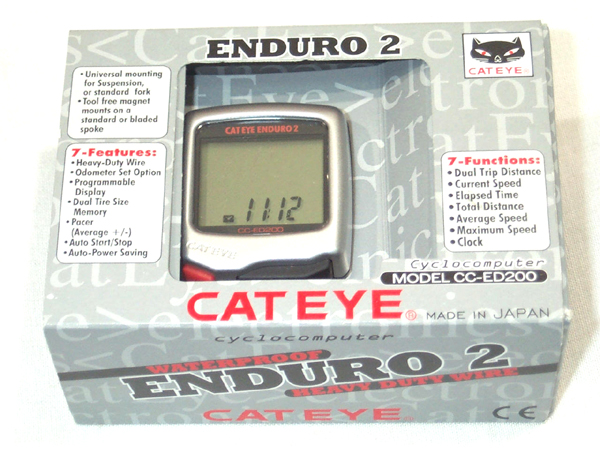 ENDURO 2
CATEYE®
• Universal mounting
for Suspension,
or standard fork
• Tool free magnet
mounts on a
standard or bladed
spoke
7-Features:
• Heavy-Duty Wire
• Odometer Set Option
• Programmable
Display
• Dual Tire Size
Memory
• Pacer
(Average +/-)
• Auto Start/Stop
• Auto-Power Saving
CAT EYE ENDURO 2
11:12
CC-ED200
CAT EYE
7-Functions:
• Dual Trip Distance
• Current Speed
• Elapsed Time
• Total Distance
• Average Speed
• Maximum Speed
• Clock
Cyclocomputer
MODEL CC-ED200
CATEYE® MADE IN JAPAN
cyclocomputer
WATERPROOF
ENDURO 2
HEAVY DUTY WIRE
CATEYE
CE